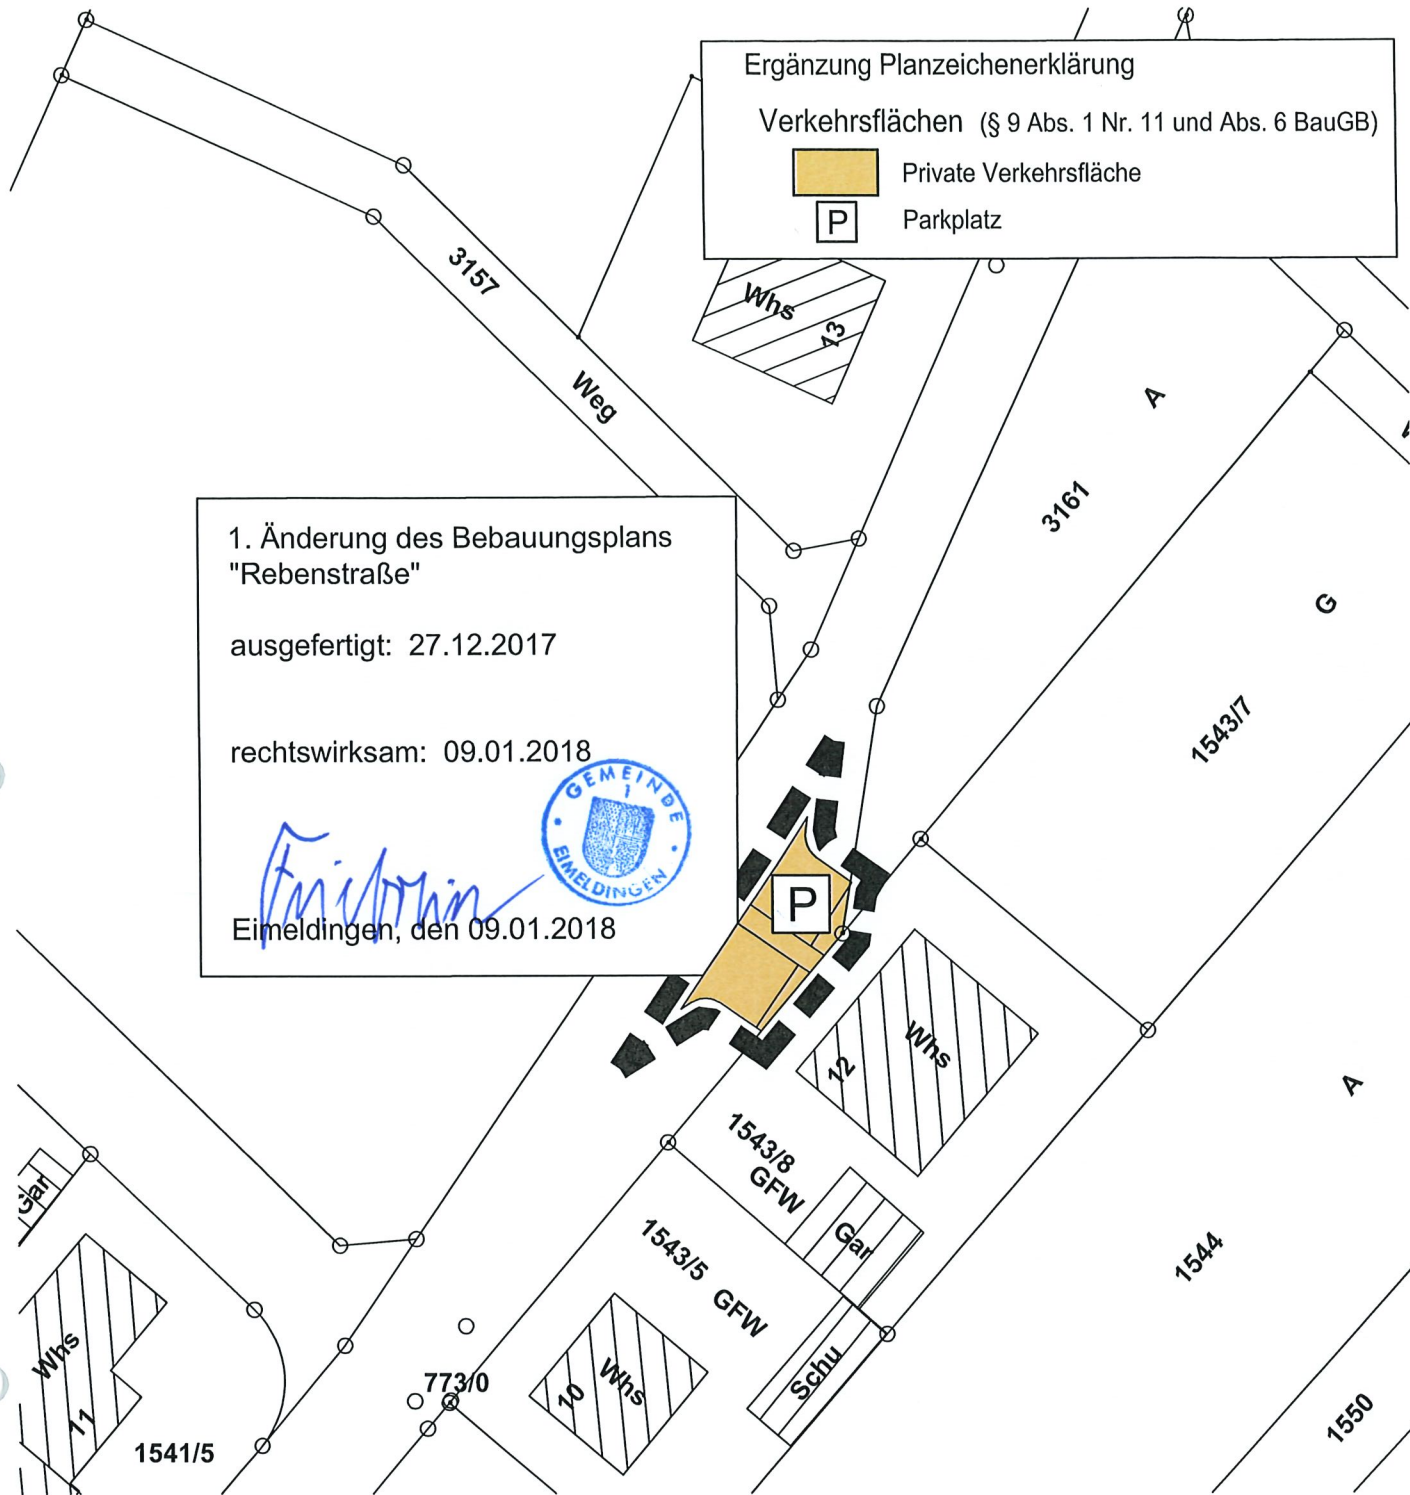 Ergänzung Planzeichenerklärung
Verkehrsflächen (§ 9 Abs. 1 Nr. 11 und Abs. 6 BauGB)
Private Verkehrsfläche
P Parkplatz
3157
Weg
Whs
13
A
3161
G
1543/7
1. Änderung des Bebauungsplans
"Rebenstraße"
ausgefertigt: 27.12.2017
rechtswirksam: 09.01.2018
GEMEINDE
1
EIMELDINGEN
Eimeldingen, den 09.01.2018
P
Whs
12
A
1543/8
GFW
Gar
1543/5
GFW
1544
Gar
Whs
11
1541/5
773/0
Whs
10
Schu
1550